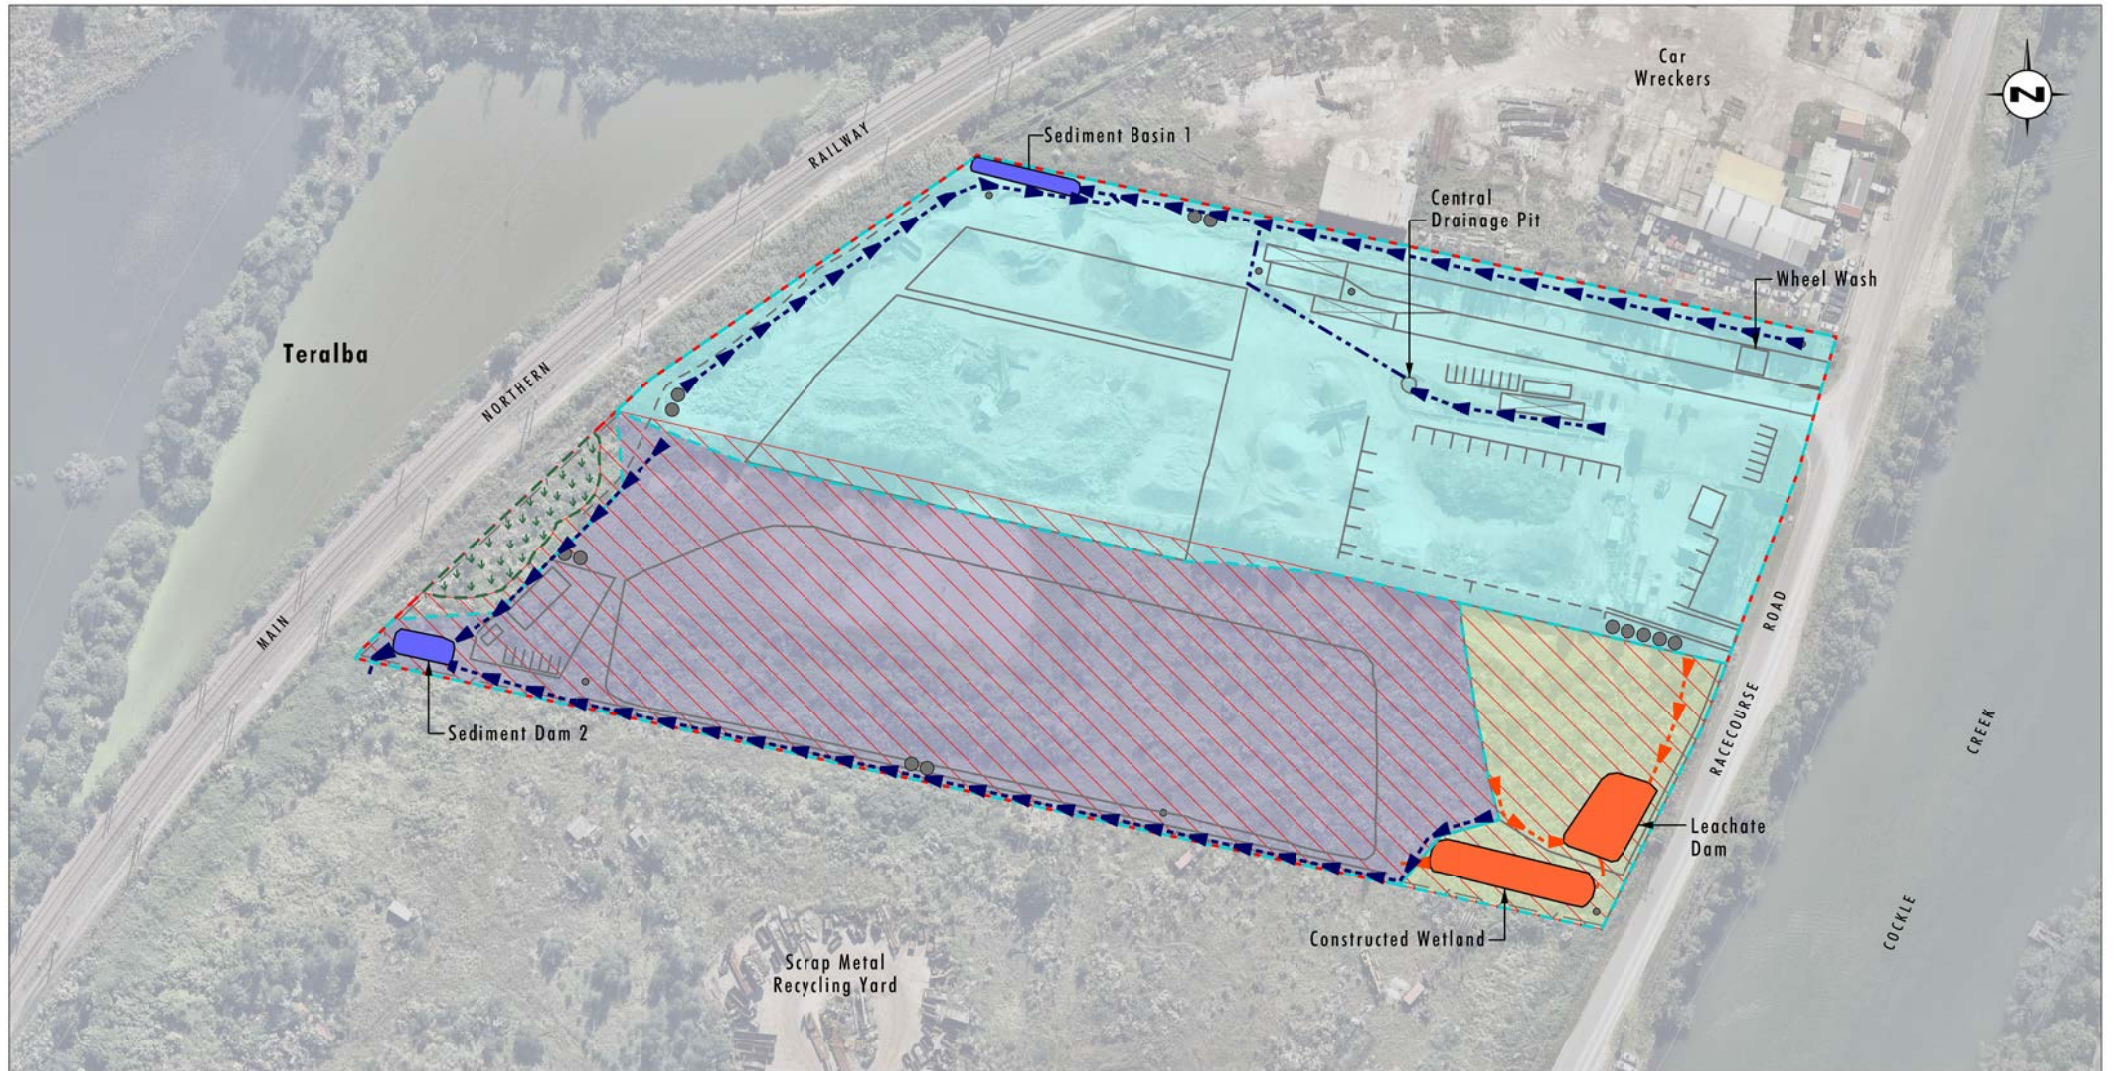 Car
Wreckers
N
RAILWAY
Sediment Basin 1
Central
Drainage Pit
Wheel Wash
Teralba
NORTHERN
MAIN
ROAD
RACECOURSE
CREEK
Sediment Dam 2
Leachate
Dam
COCKLE
Constructed Wetland
Scrap Metal
Recycling Yard